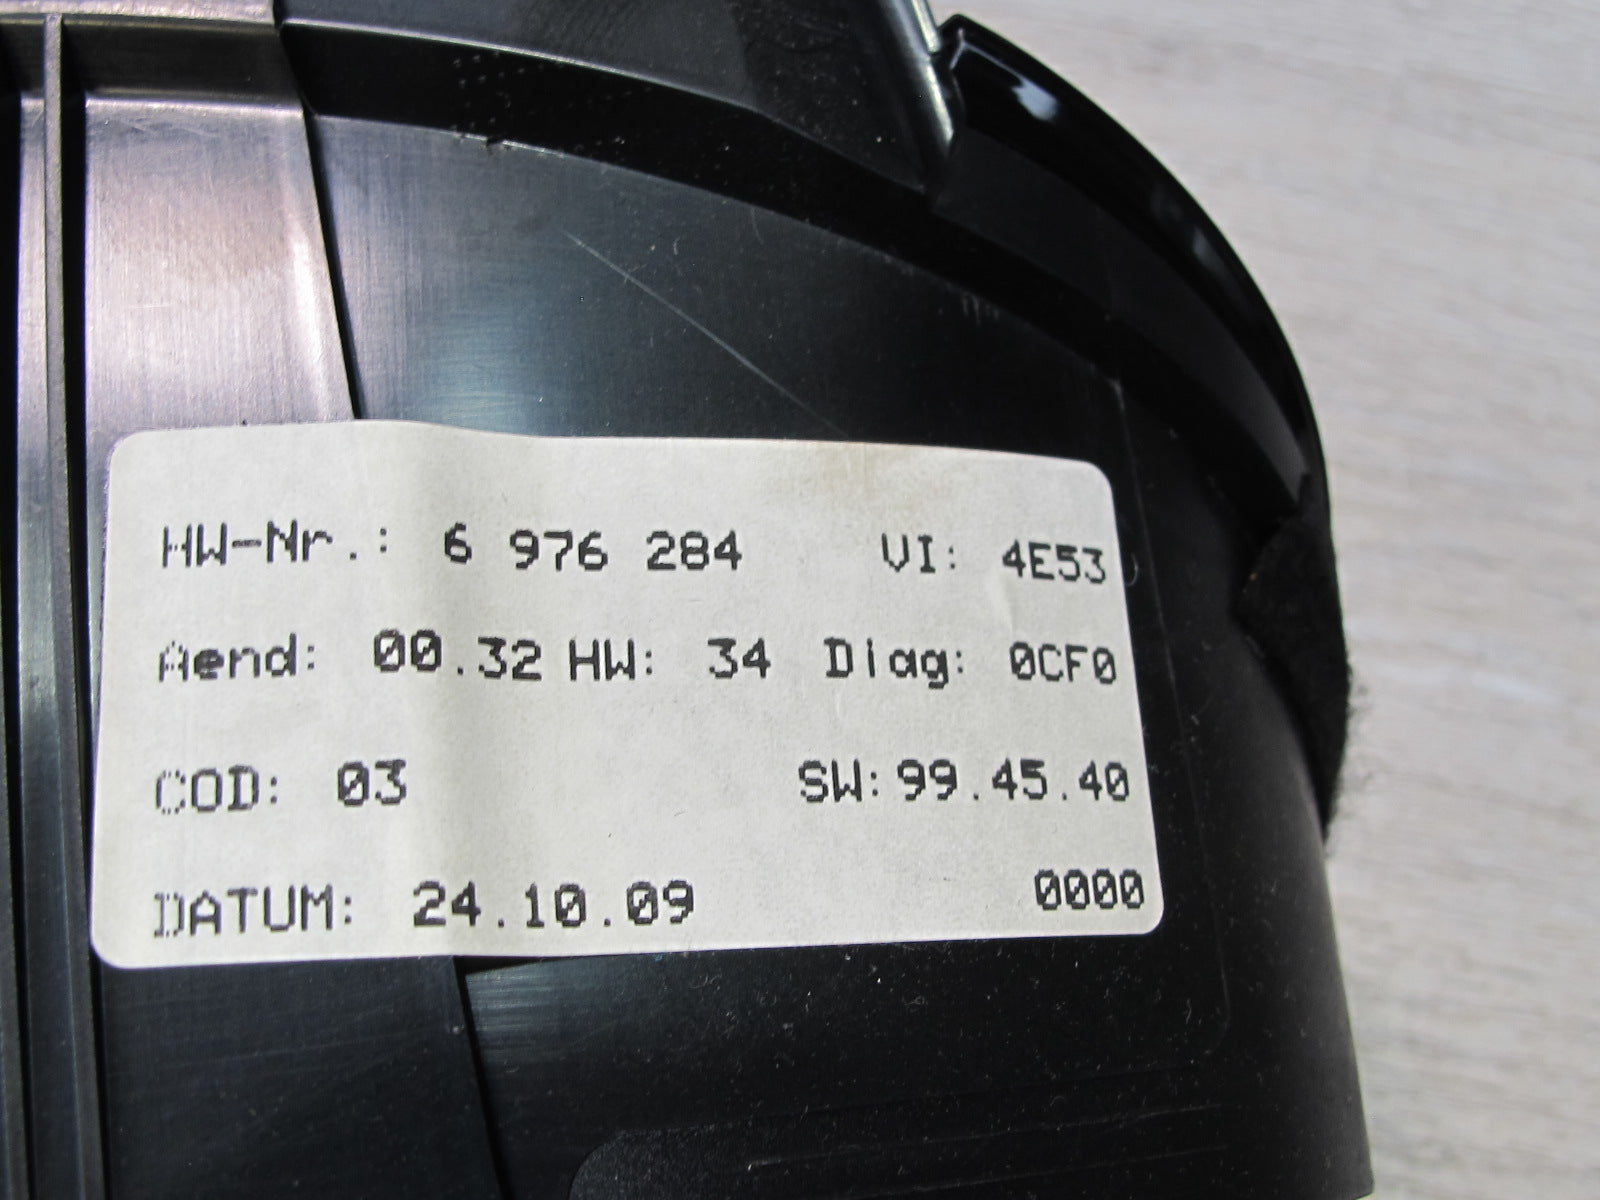 HW-Nr.: 6 976 284 VI: 4E53
Aend: 00.32 HW: 34 Diag: 0CF0
COD: 03 SW: 99.45.40
DATUM: 24.10.09 0000